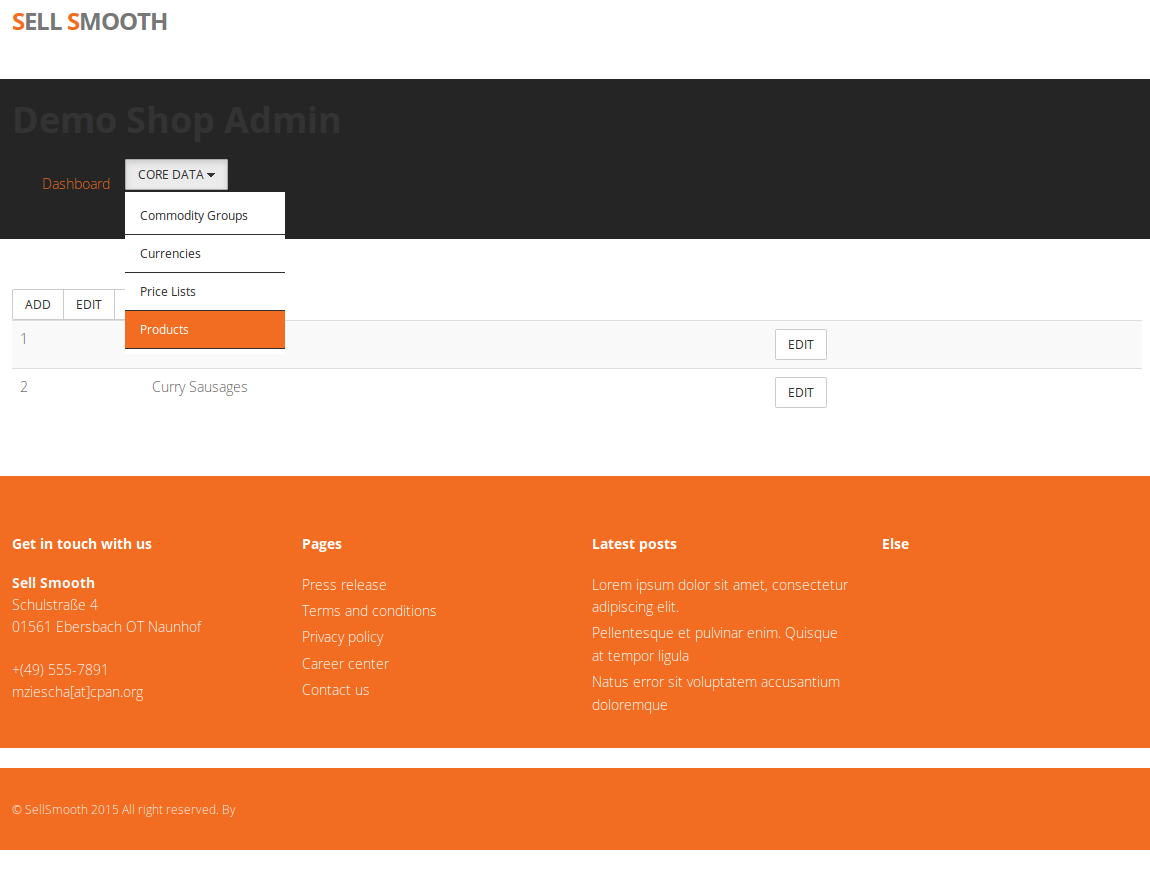 SELL SMOOTH
Demo Shop Admin
Dashboard
CORE DATA
Commodity Groups
Currencies
Price Lists
Products
ADD
EDIT
1
EDIT
2
Curry Sausages
EDIT
Get in touch with us
Sell Smooth
Schulstraße 4
01561 Ebersbach OT Naunhof
+(49) 555-7891
mziescha[at]cpan.org
Pages
Press release
Terms and conditions
Privacy policy
Career center
Contact us
Latest posts
Lorem ipsum dolor sit amet, consectetur
adipiscing elit.
Pellentesque et pulvinar enim. Quisque
at tempor ligula
Natus error sit voluptatem accusantium
doloremque
Else
© SellSmooth 2015 All right reserved. By